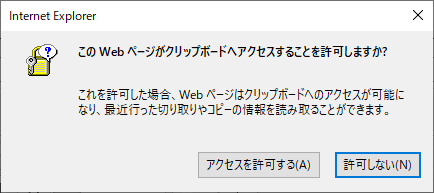 Internet Explorer
この Web ページがクリップボードへアクセスすることを許可しますか?
これを許可した場合、Web ページはクリップボードへのアクセスが可能に
なり、最近行った切り取りやコピーの情報を読み取ることができます。
アクセスを許可する(A) 許可しない(N)